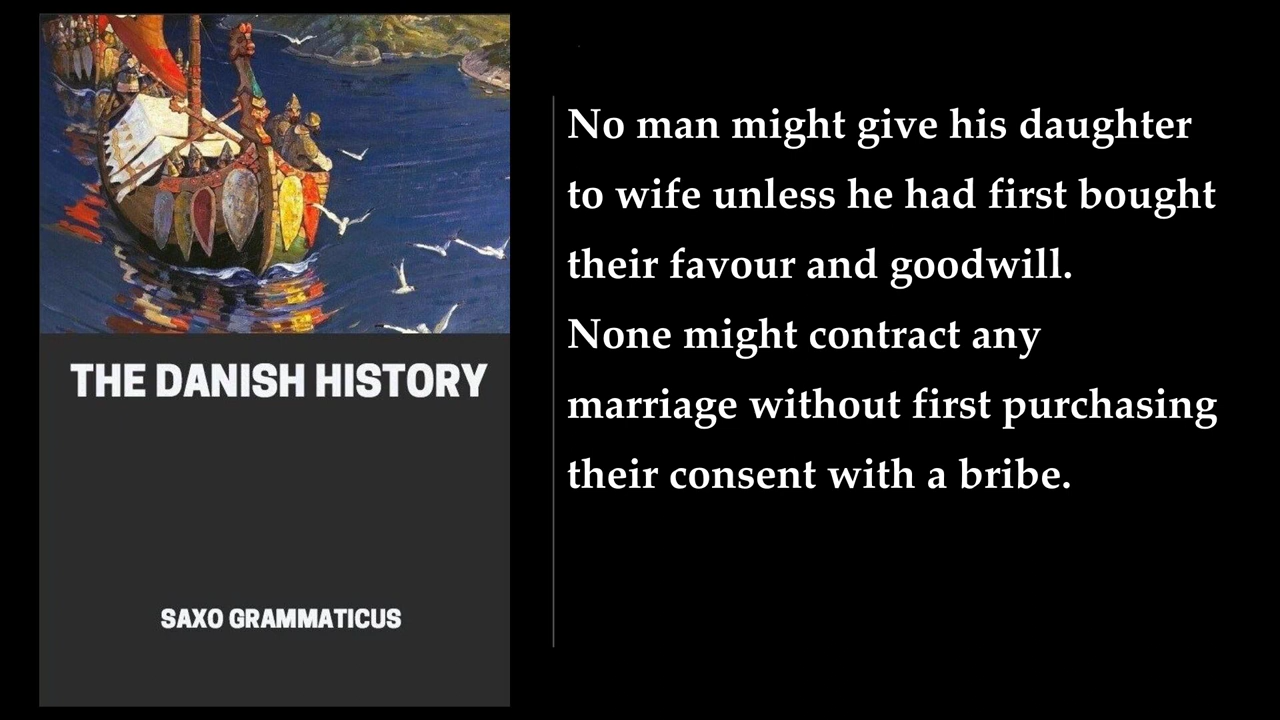 THE DANISH HISTORY
SAXO GRAMMATICUS
No man might give his daughter
to wife unless he had first bought
their favour and goodwill.
None might contract any
marriage without first purchasing
their consent with a bribe.